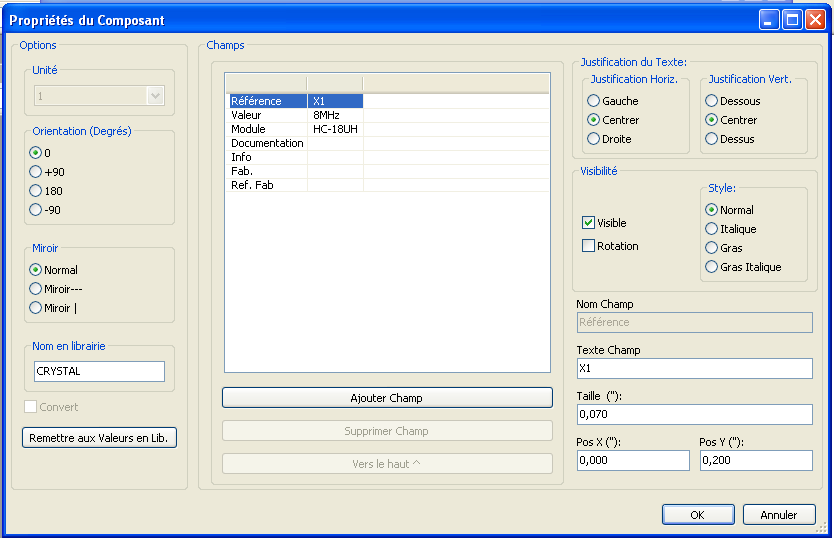 Propriétés du Composant
Options
Unité
1
Orientation (Degrés)
0
+90
180
-90
Miroir
Normal
Miroir---
Miroir |
Nom en librairie
CRYSTAL
Convert
Remettre aux Valeurs en Lib.
Champs
Référence X1
Valeur 8MHz
Module HC-18UH
Documentation
Info
Fab.
Ref. Fab
Ajouter Champ
Supprimer Champ
Vers le haut ^
Justification du Texte:
Justification Horiz.
Gauche
Centrer
Droite
Justification Vert.
Dessous
Centrer
Dessus
Visibilité
Visible
Rotation
Style:
Normal
Italique
Gras
Gras Italique
Nom Champ
Référence
Texte Champ
X1
Taille (''):
0,070
Pos X (''):
0,000
Pos Y (''):
0,200
OK
Annuler